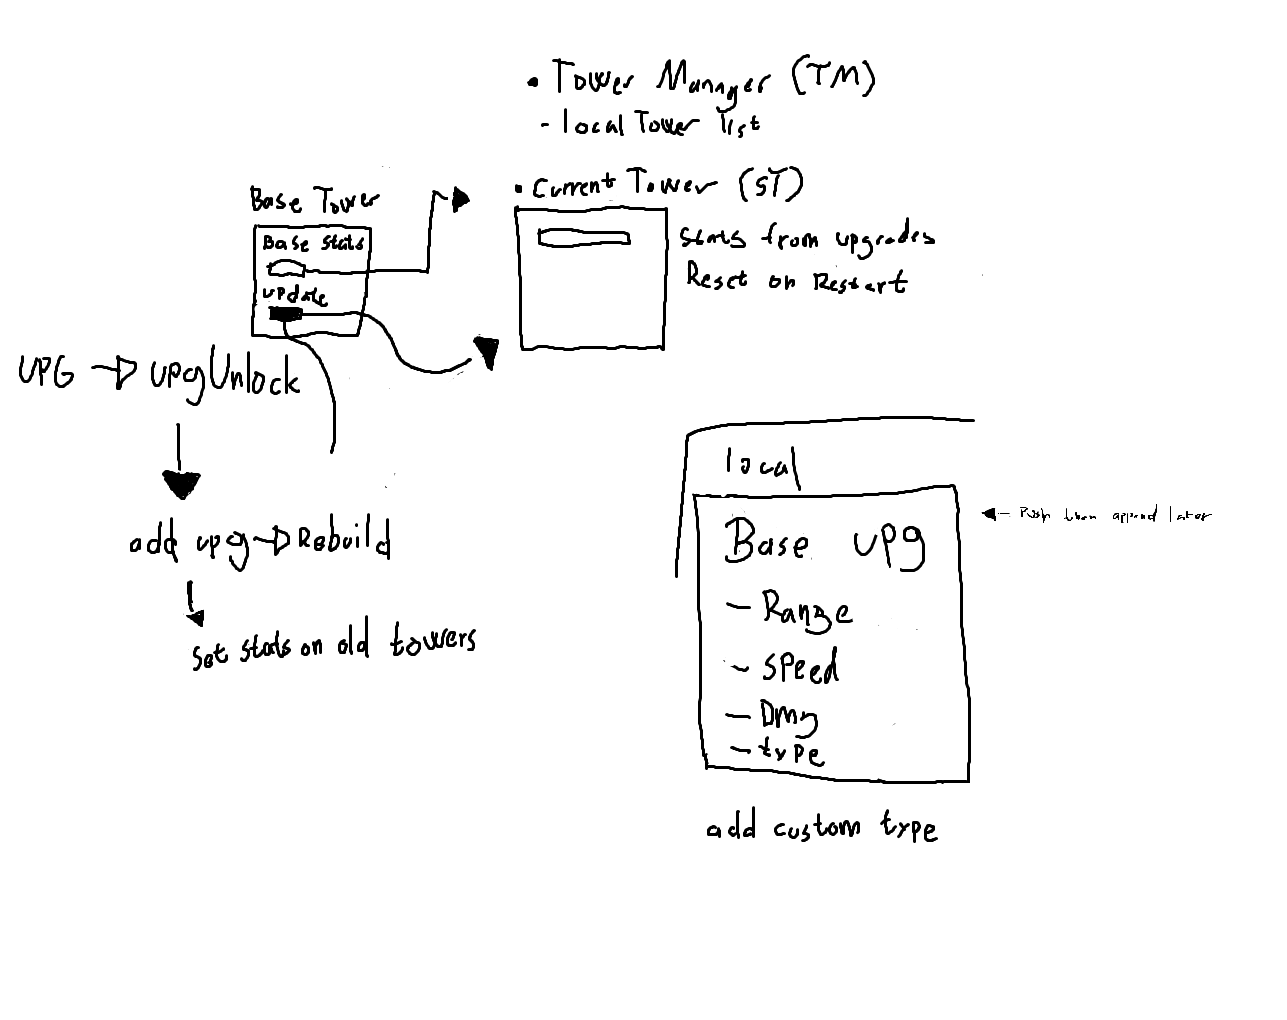 • Tower Manager (TM)
- local Tower list
Base Tower
• Current Tower (ST)
Base Stats
update
Stats from upgrades
Reset on Restart
UPG → upgUnlock
add upg → Rebuild
Set stats on old towers
local
Base upg
- Range
- Speed
- Dmg
- type
← Push then append later
add custom type